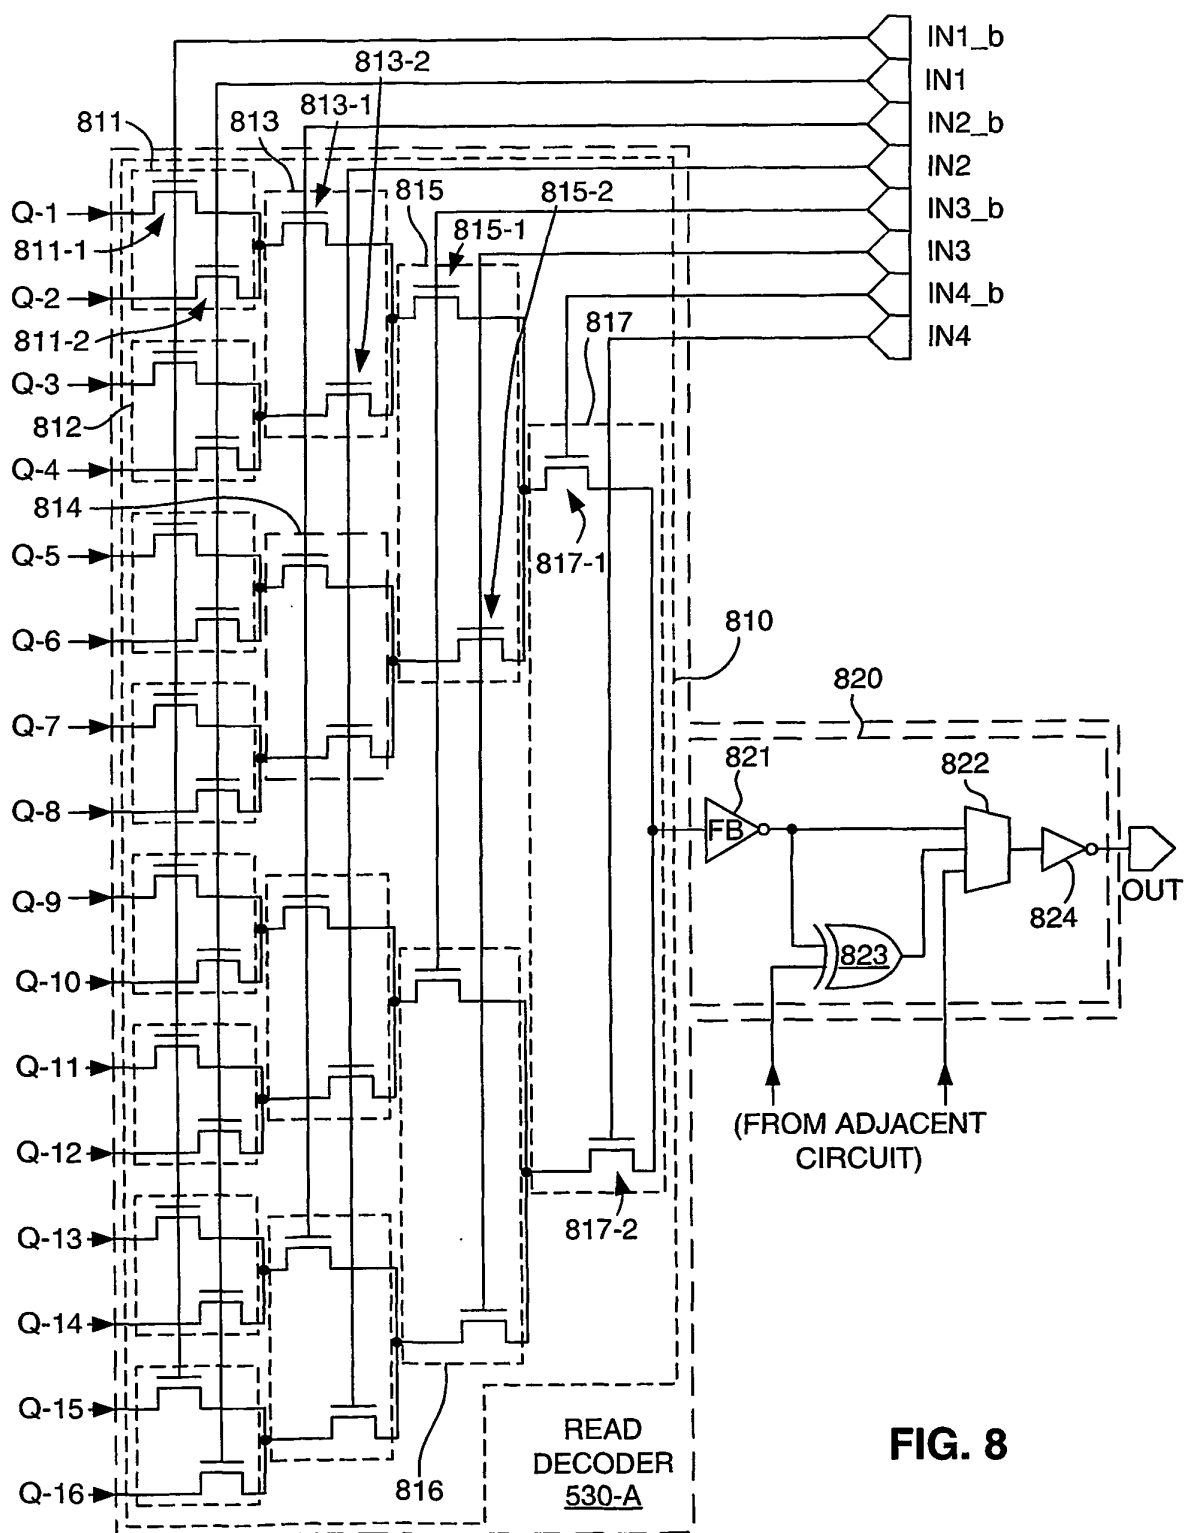 IN1_b
813-2
IN1
813-1
811
813
IN2_b
IN2
815
815-2
Q-1
IN3_b
815-1
811-1
IN3
Q-2
IN4_b
817
811-2
IN4
Q-3
812
Q-4
814
Q-5
817-1
810
Q-6
820
Q-7
821
822
Q-8
FB
OUT
Q-9
824
823
Q-10
Q-11
(FROM ADJACENT
CIRCUIT)
Q-12
817-2
Q-13
Q-14
Q-15
READ
DECODER
530-A
FIG. 8
816
Q-16